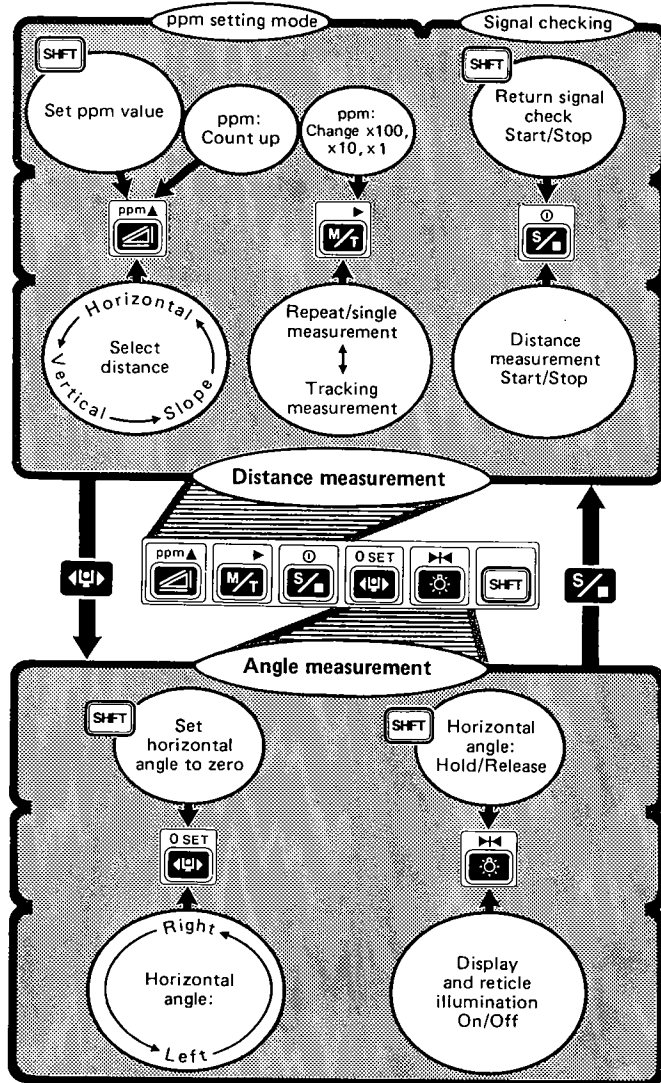 ppm setting mode
Signal checking
SHFT
Set ppm value
ppm:
Count up
ppm:
Change x100,
x10, x1
SHFT
Return signal
check
Start/Stop
ppm▲
►
M/T
S/■
Horizontal
Vertical
Slope
Select
distance
Repeat/single
measurement
Tracking
measurement
Distance
measurement
Start/Stop
Distance measurement
ppm▲
►
0 SET
M/T
S/■
SHFT
S/■
Angle measurement
SHFT
Set
horizontal
angle to zero
SHFT
Horizontal
angle:
Hold/Release
0 SET
Right
Horizontal
angle:
Left
Display
and reticle
illumination
On/Off